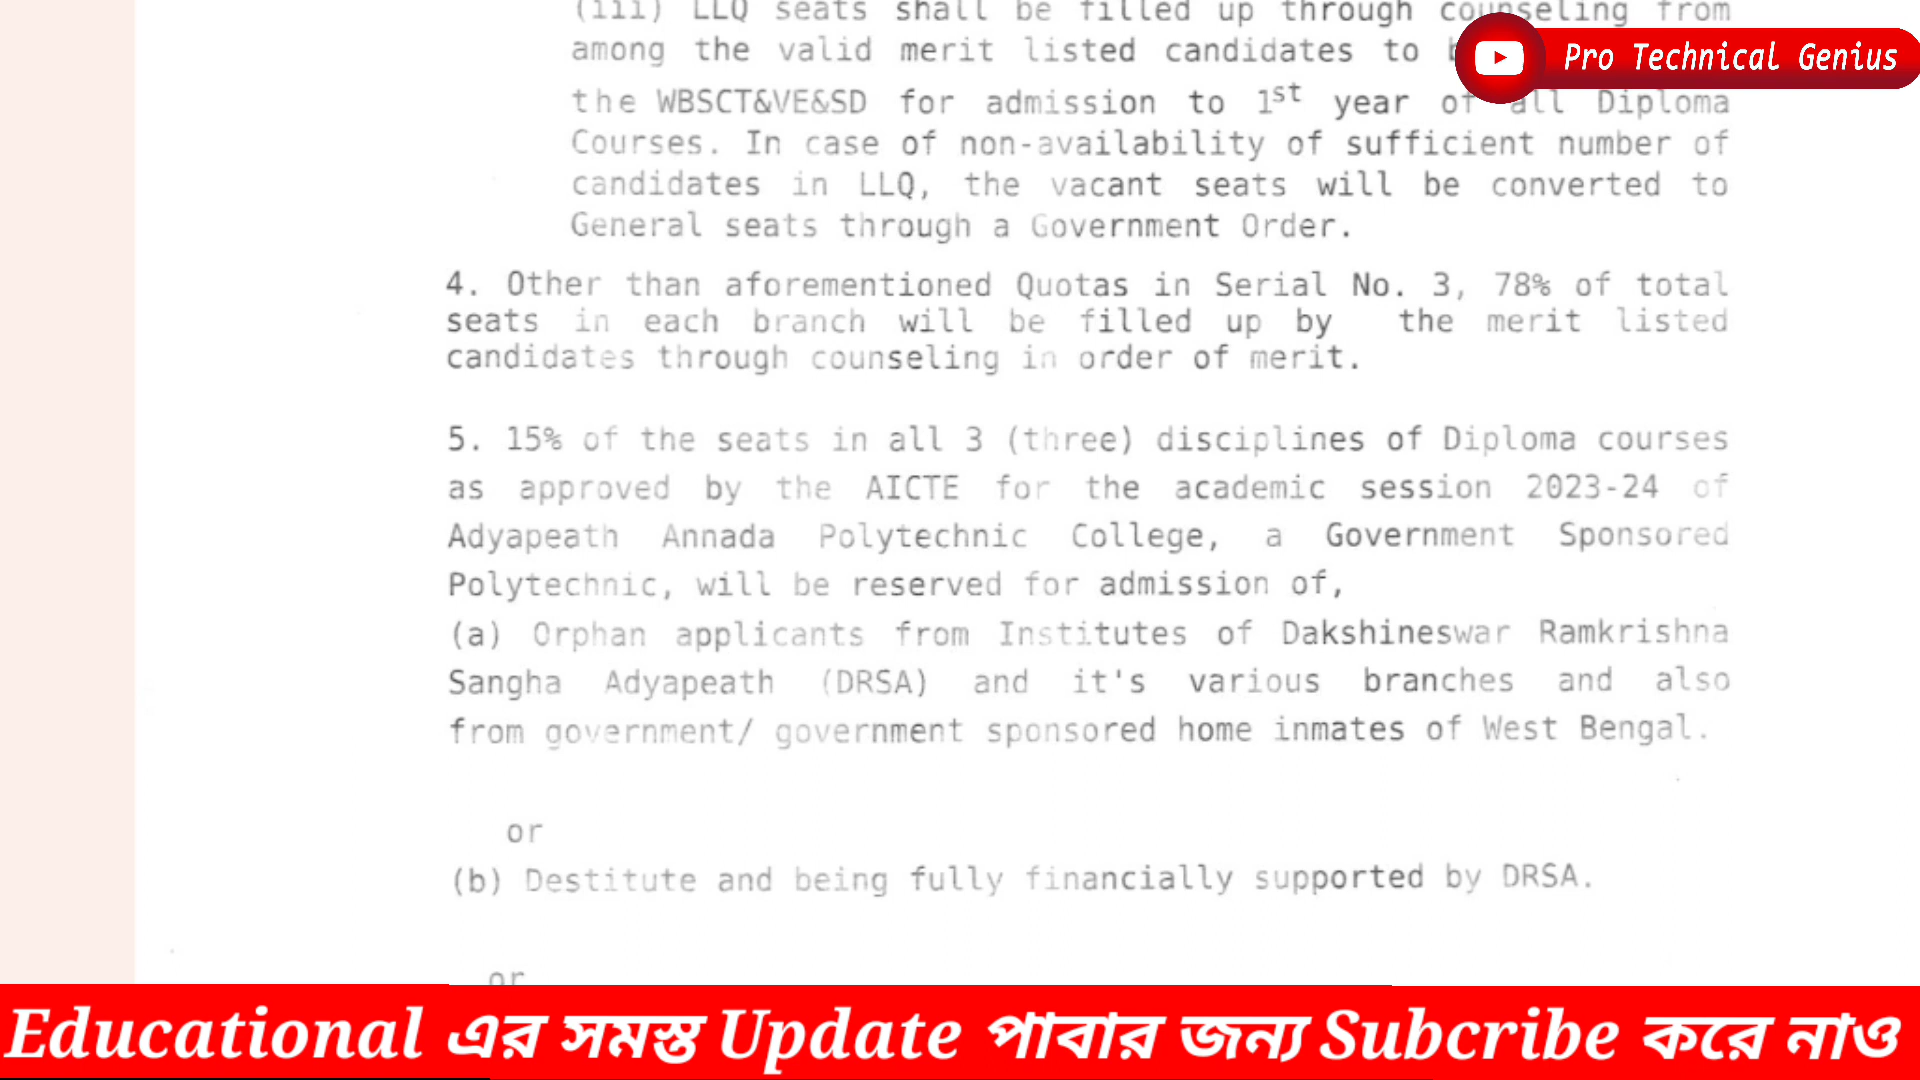 (iii) LLQ seats shall be filled up through counseling from
among the valid merit listed candidates to
the WBSCT&VE&SD for admission to 1st year of all Diploma
Courses. In case of non-availability of sufficient number of
candidates in LLQ, the vacant seats will be converted to
General seats through a Government Order.
4. Other than aforementioned Quotas in Serial No. 3, 78% of total
seats in each branch will be filled up by the merit listed
candidates through counseling in order of merit.
5. 15% of the seats in all 3 (three) disciplines of Diploma courses
as approved by the AICTE for the academic session 2023-24 of
Adyapeath Annada Polytechnic College, a Government Sponsored
Polytechnic, will be reserved for admission of,
(a) Orphan applicants from Institutes of Dakshineswar Ramkrishna
Sangha Adyapeath (DRSA) and it's various branches and also
from government/ government sponsored home inmates of West Bengal.
or
(b) Destitute and being fully financially supported by DRSA.
or
Pro Technical Genius
Educational এর সমস্ত Update পাবার জন্য Subcribe করে নাও